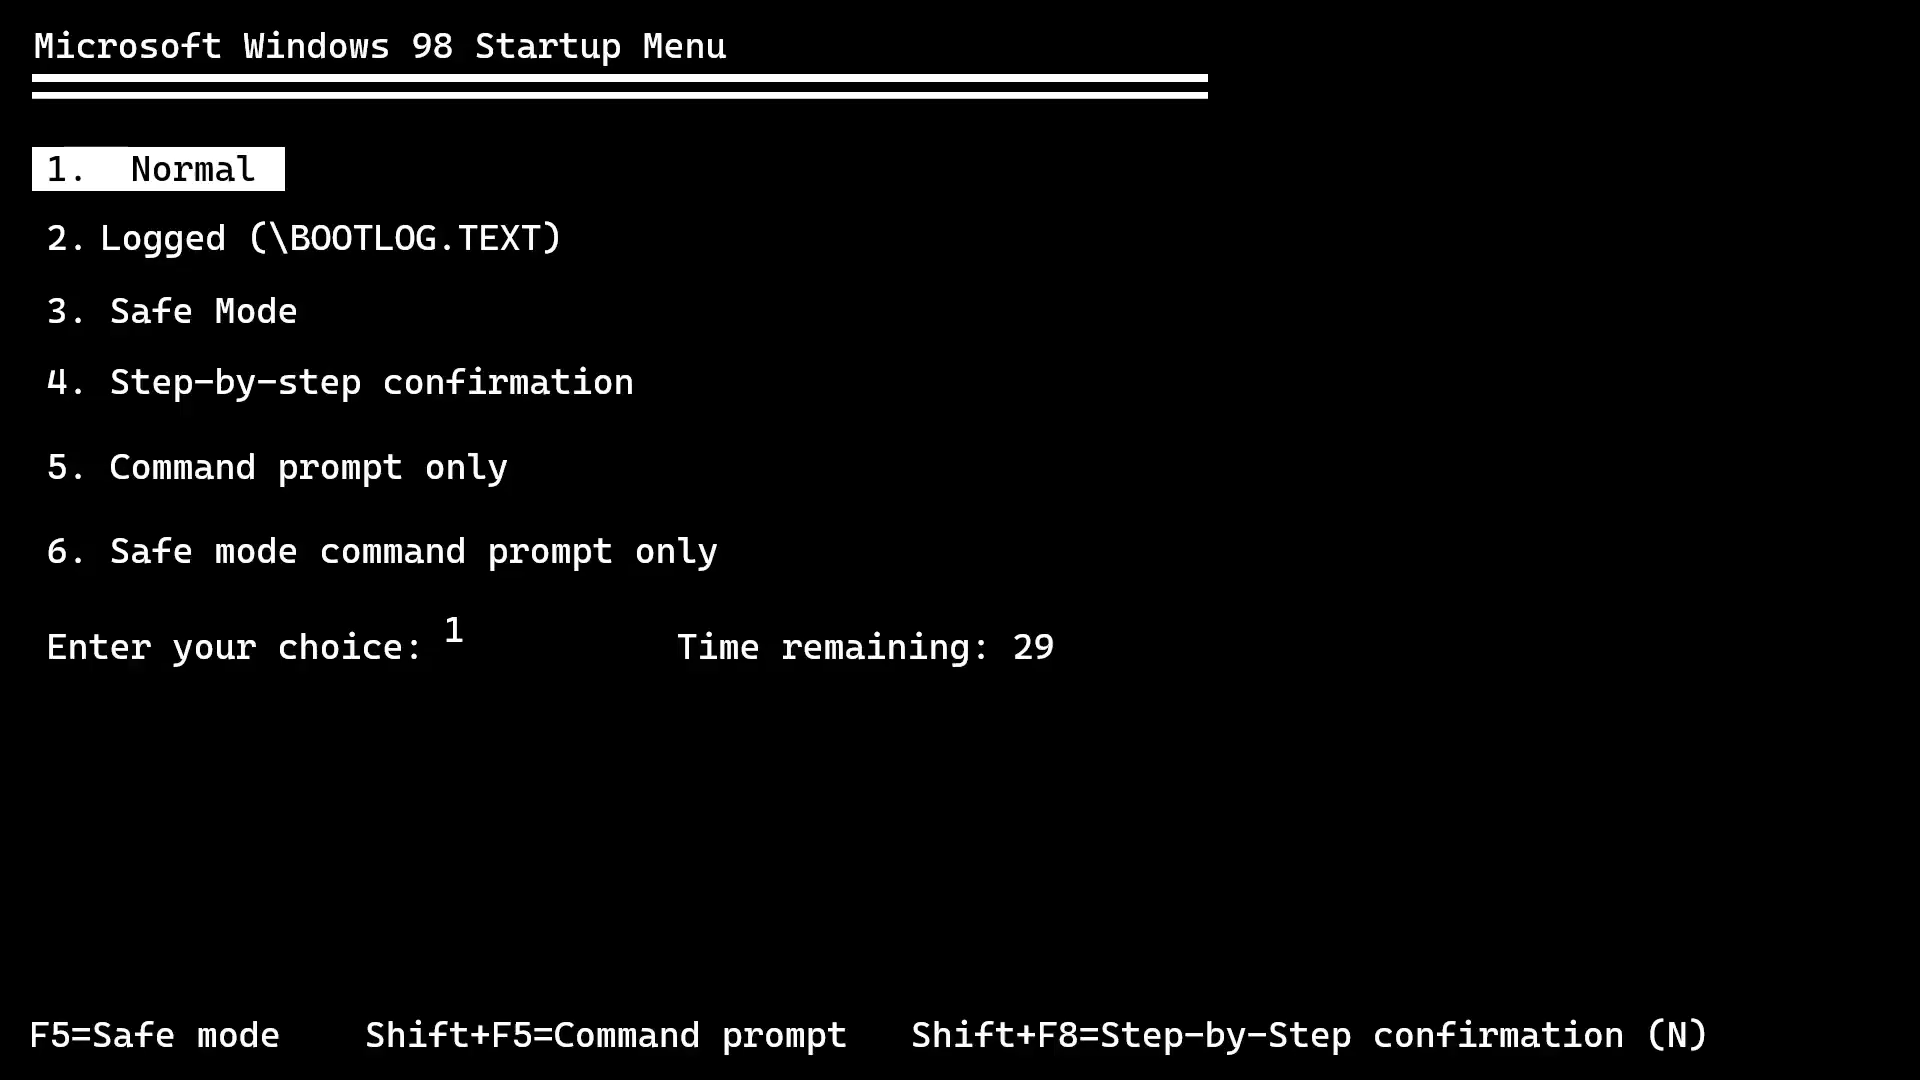 Microsoft Windows 98 Startup Menu
1. Normal
2. Logged (\BOOTLOG.TEXT)
3. Safe Mode
4. Step-by-step confirmation
5. Command prompt only
6. Safe mode command prompt only
Enter your choice: 1 Time remaining: 29
F5=Safe mode Shift+F5=Command prompt Shift+F8=Step-by-Step confirmation (N)